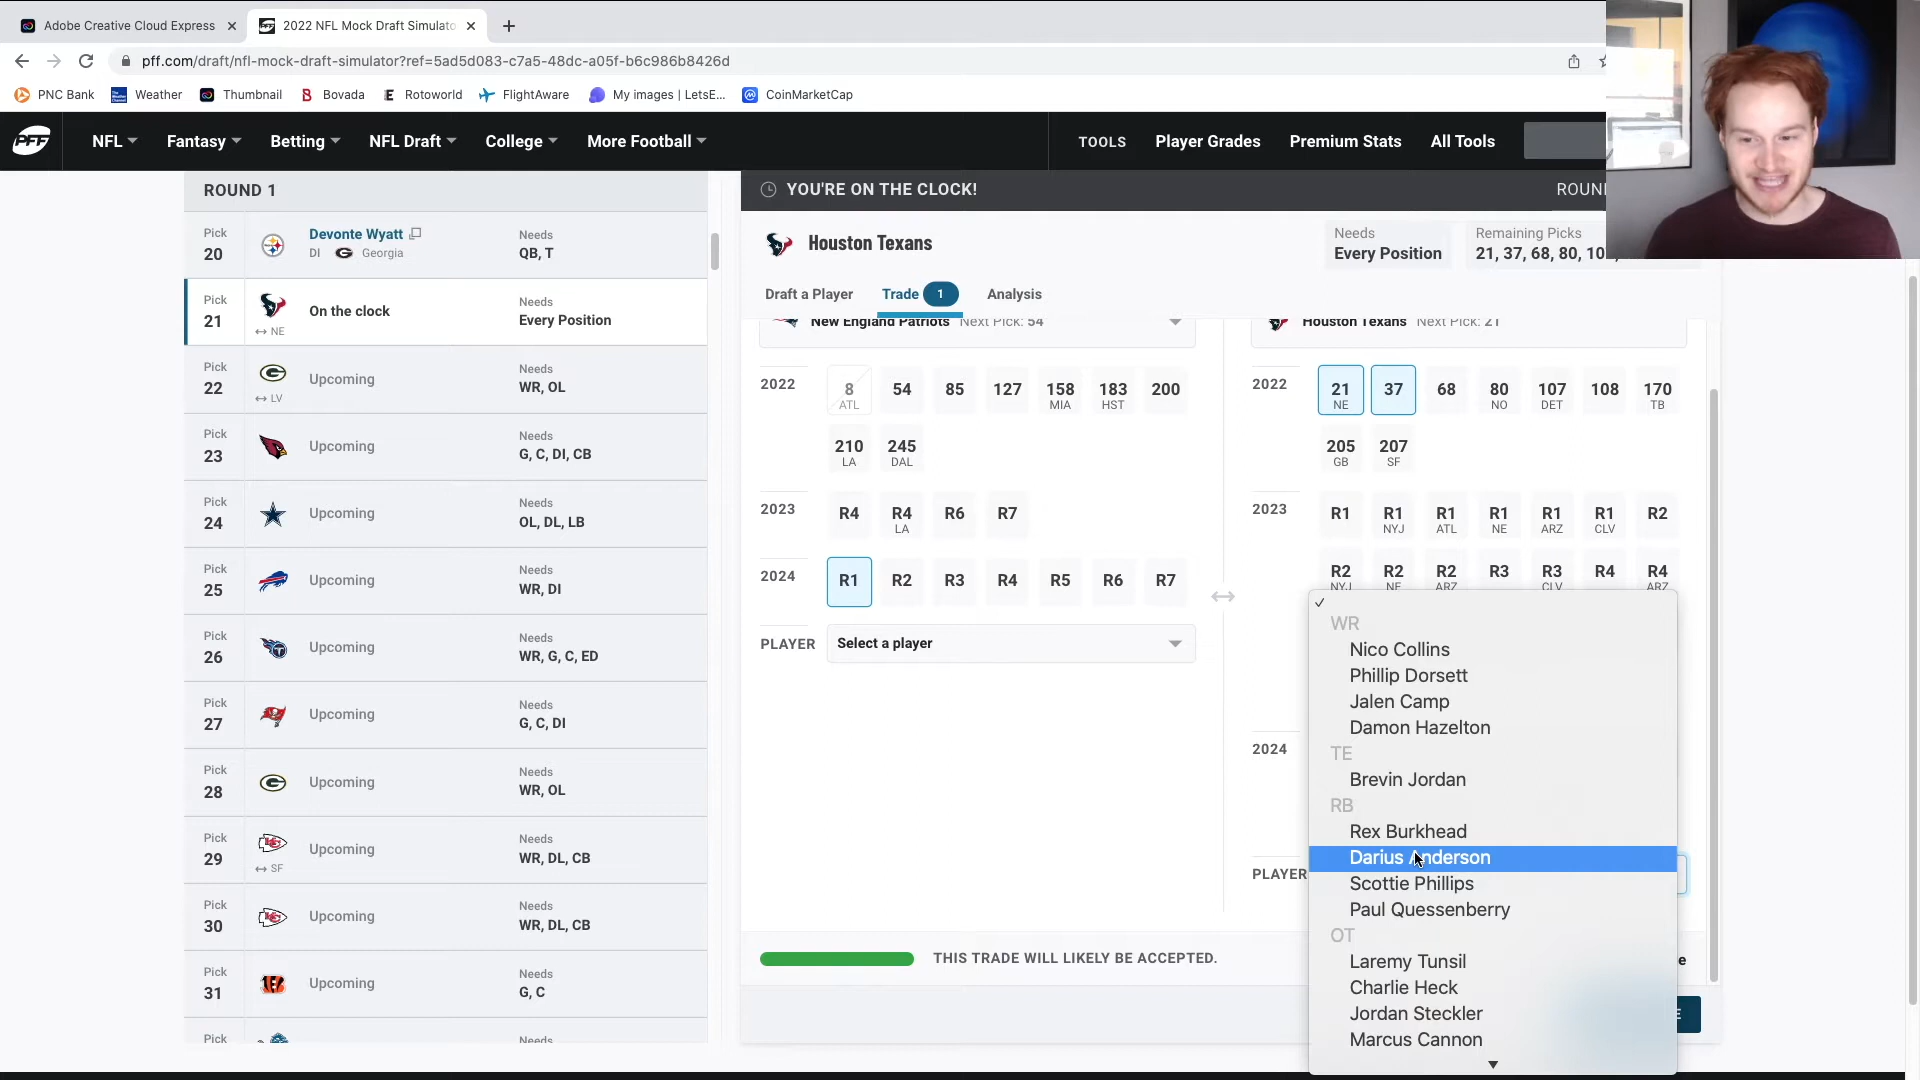 Adobe Creative Cloud Express
2022 NFL Mock Draft Simulato
pff.com/draft/nfl-mock-draft-simulator?ref=5ad5d083-c7a5-48dc-a05f-b6c986b8426d
PNC Bank Weather Thumbnail Bovada Rotoworld FlightAware My images | LetsE... CoinMarketCap
PFF NFL Fantasy Betting NFL Draft College More Football TOOLS Player Grades Premium Stats All Tools
ROUND 1
Pick 20 Devonte Wyatt Needs
DI Georgia QB, T
Pick 21 On the clock Needs
NE Every Position
Pick 22 Upcoming Needs
LV WR, OL
Pick 23 Upcoming Needs
G, C, DI, CB
Pick 24 Upcoming Needs
OL, DL, LB
Pick 25 Upcoming Needs
WR, DI
Pick 26 Upcoming Needs
WR, G, C, ED
Pick 27 Upcoming Needs
G, C, DI
Pick 28 Upcoming Needs
WR, OL
Pick 29 Upcoming Needs
SF WR, DL, CB
Pick 30 Upcoming Needs
WR, DL, CB
Pick 31 Upcoming Needs
G, C
Pick Needs
YOU'RE ON THE CLOCK! ROUN
Houston Texans
Needs
Every Position
Remaining Picks
21, 37, 68, 80, 10
Draft a Player Trade 1 Analysis
New England Patriots Next Pick: 54
2022 8 54 85 127 158 183 200
ATL MIA HST
210 245
LA DAL
2023 R4 R4 R6 R7
LA
2024 R1 R2 R3 R4 R5 R6 R7
PLAYER Select a player
Houston Texans Next Pick: 21
2022 21 37 68 80 107 108 170
NE NO DET TB
205 207
GB SF
2023 R1 R1 R1 R1 R1 R1 R2
NYJ ATL NE ARZ CLV
R2 R2 R2 R3 R3 R4 R4
NYJ NE ARZ CLV ARZ
2024
PLAYER
WR
Nico Collins
Phillip Dorsett
Jalen Camp
Damon Hazelton
TE
Brevin Jordan
RB
Rex Burkhead
Darius Anderson
Scottie Phillips
Paul Quessenberry
OT
Laremy Tunsil
Charlie Heck
Jordan Steckler
Marcus Cannon
THIS TRADE WILL LIKELY BE ACCEPTED.
e
E